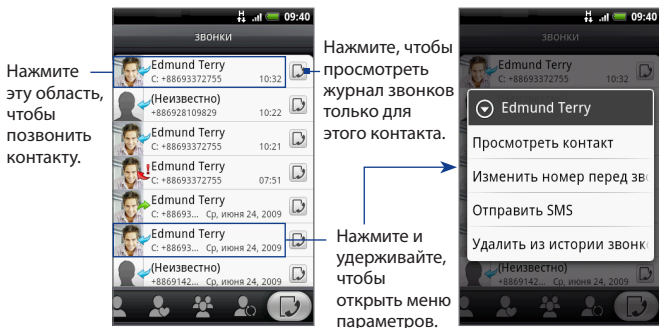 Нажмите
эту область,
чтобы
позвонить
контакту.
H 09:40
ЗВОНКИ
Edmund Terry
С: +88693372755 10:32
(Неизвестно)
+886928109829 10:22
Edmund Terry
С: +88693372755 10:21
Edmund Terry
С: +88693372755 07:51
Edmund Terry
С: +88693... Ср, июня 24, 2009
Edmund Terry
С: +88693... Ср, июня 24, 2009
(Неизвестно)
+8869142... Ср, июня 24, 2009
Нажмите, чтобы
просмотреть
журнал звонков
только для
этого контакта.
Нажмите и
удерживайте,
чтобы
открыть меню
параметров.
H 09:40
ЗВОНКИ
Edmund Terry
С: +88693372755 10:32
Edmund Terry
Просмотреть контакт
Изменить номер перед зво
Отправить SMS
Удалить из истории звонк
(Неизвестно)
+8869142... Ср, июня 24, 2009